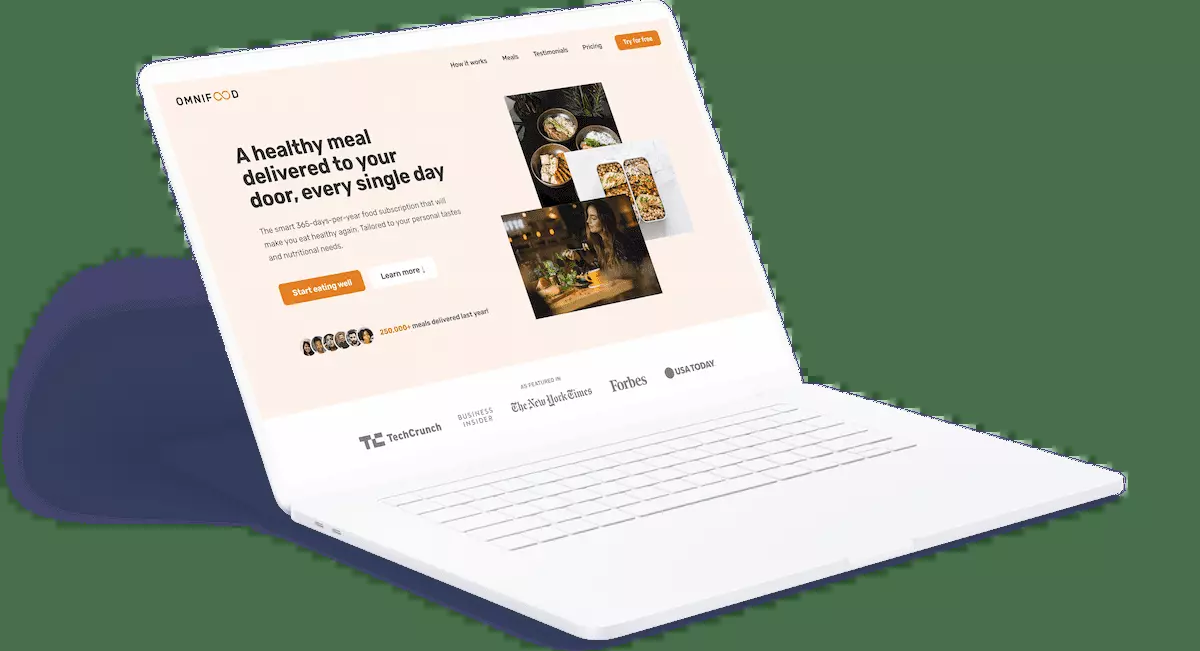 How it works
Meals
Testimonials
Pricing
Try for free
OMNIFOOD
A healthy meal
delivered to your
door, every single day
The smart 365-days-per-year food subscription that will
make you eat healthy again. Tailored to your personal tastes
and nutritional needs.
Start eating well
Learn more ↓
250,000+ meals delivered last year!
AS FEATURED IN
TechCrunch
BUSINESS
INSIDER
The New York Times
Forbes
USA TODAY